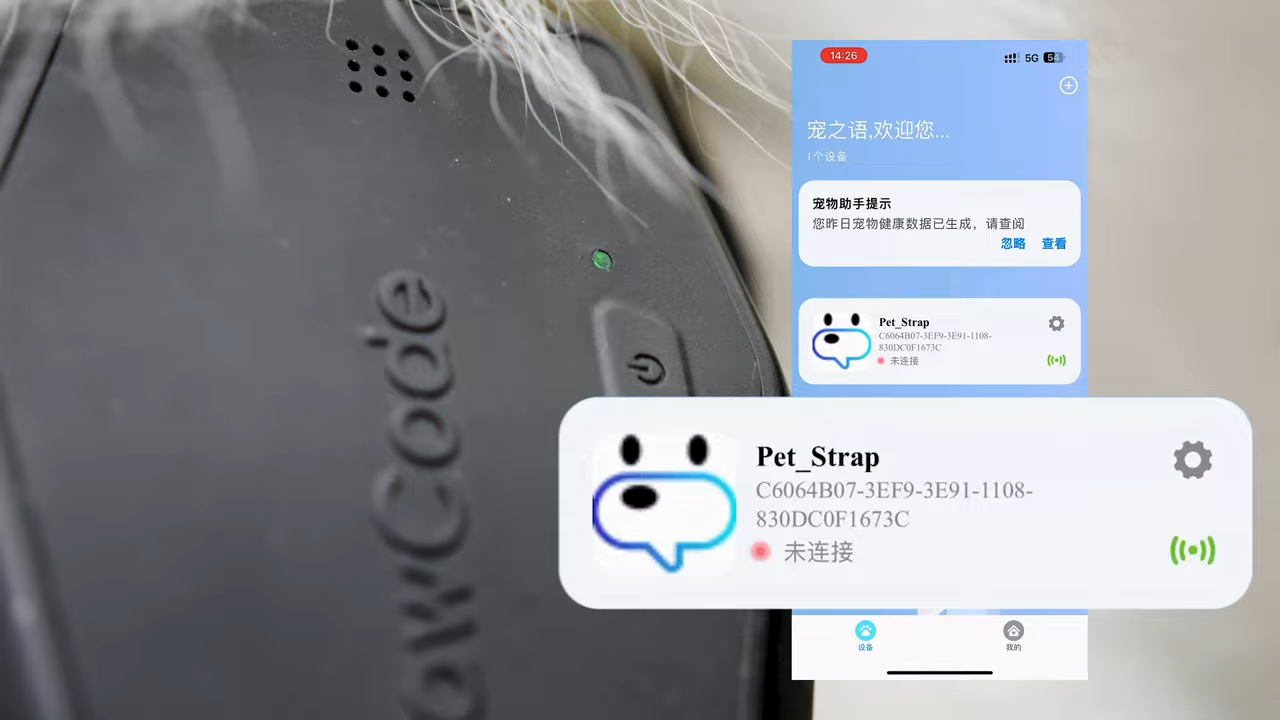 14:26
5G
宠之语,欢迎您...
1个设备
宠物助手提示
您昨日宠物健康数据已生成，请查阅
忽略 查看
Pet_Strap
C6064B07-3EF9-3E91-1108-
830DC0F1673C
未连接
Pet_Strap
C6064B07-3EF9-3E91-1108-
830DC0F1673C
未连接
设备
我的
owCode